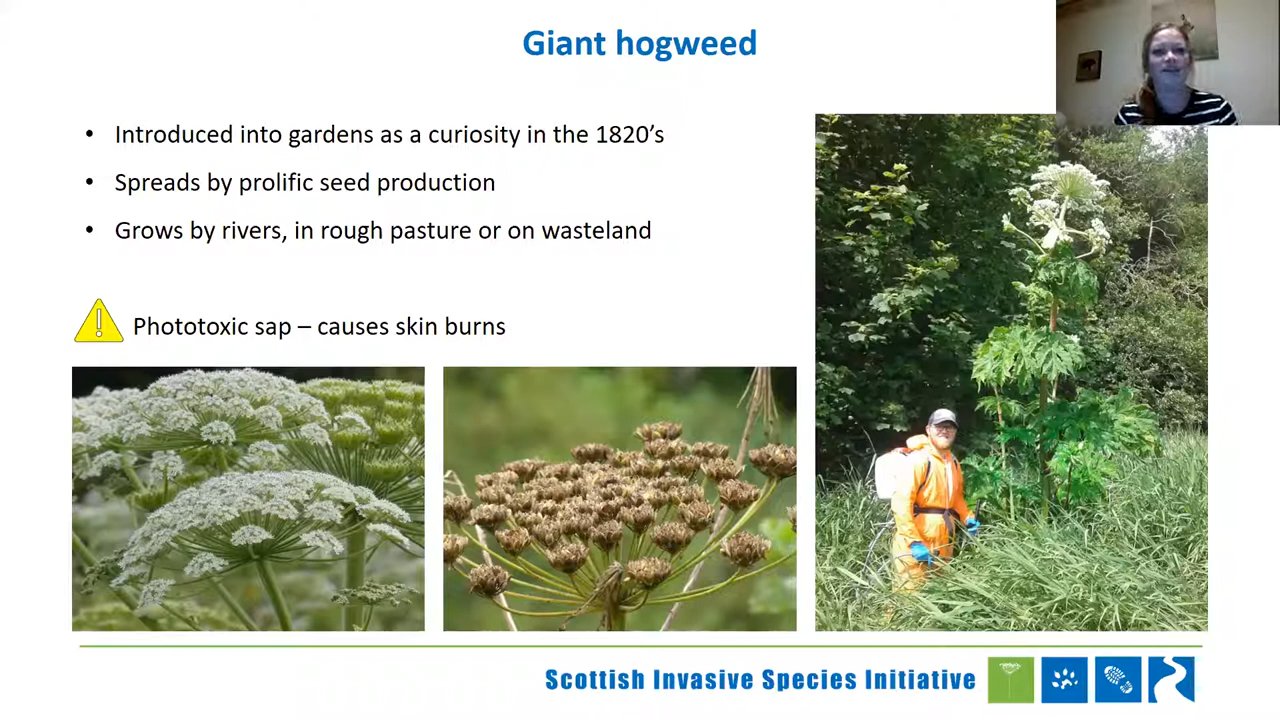 Giant hogweed
• Introduced into gardens as a curiosity in the 1820’s
• Spreads by prolific seed production
• Grows by rivers, in rough pasture or on wasteland
Phototoxic sap – causes skin burns
Scottish Invasive Species Initiative